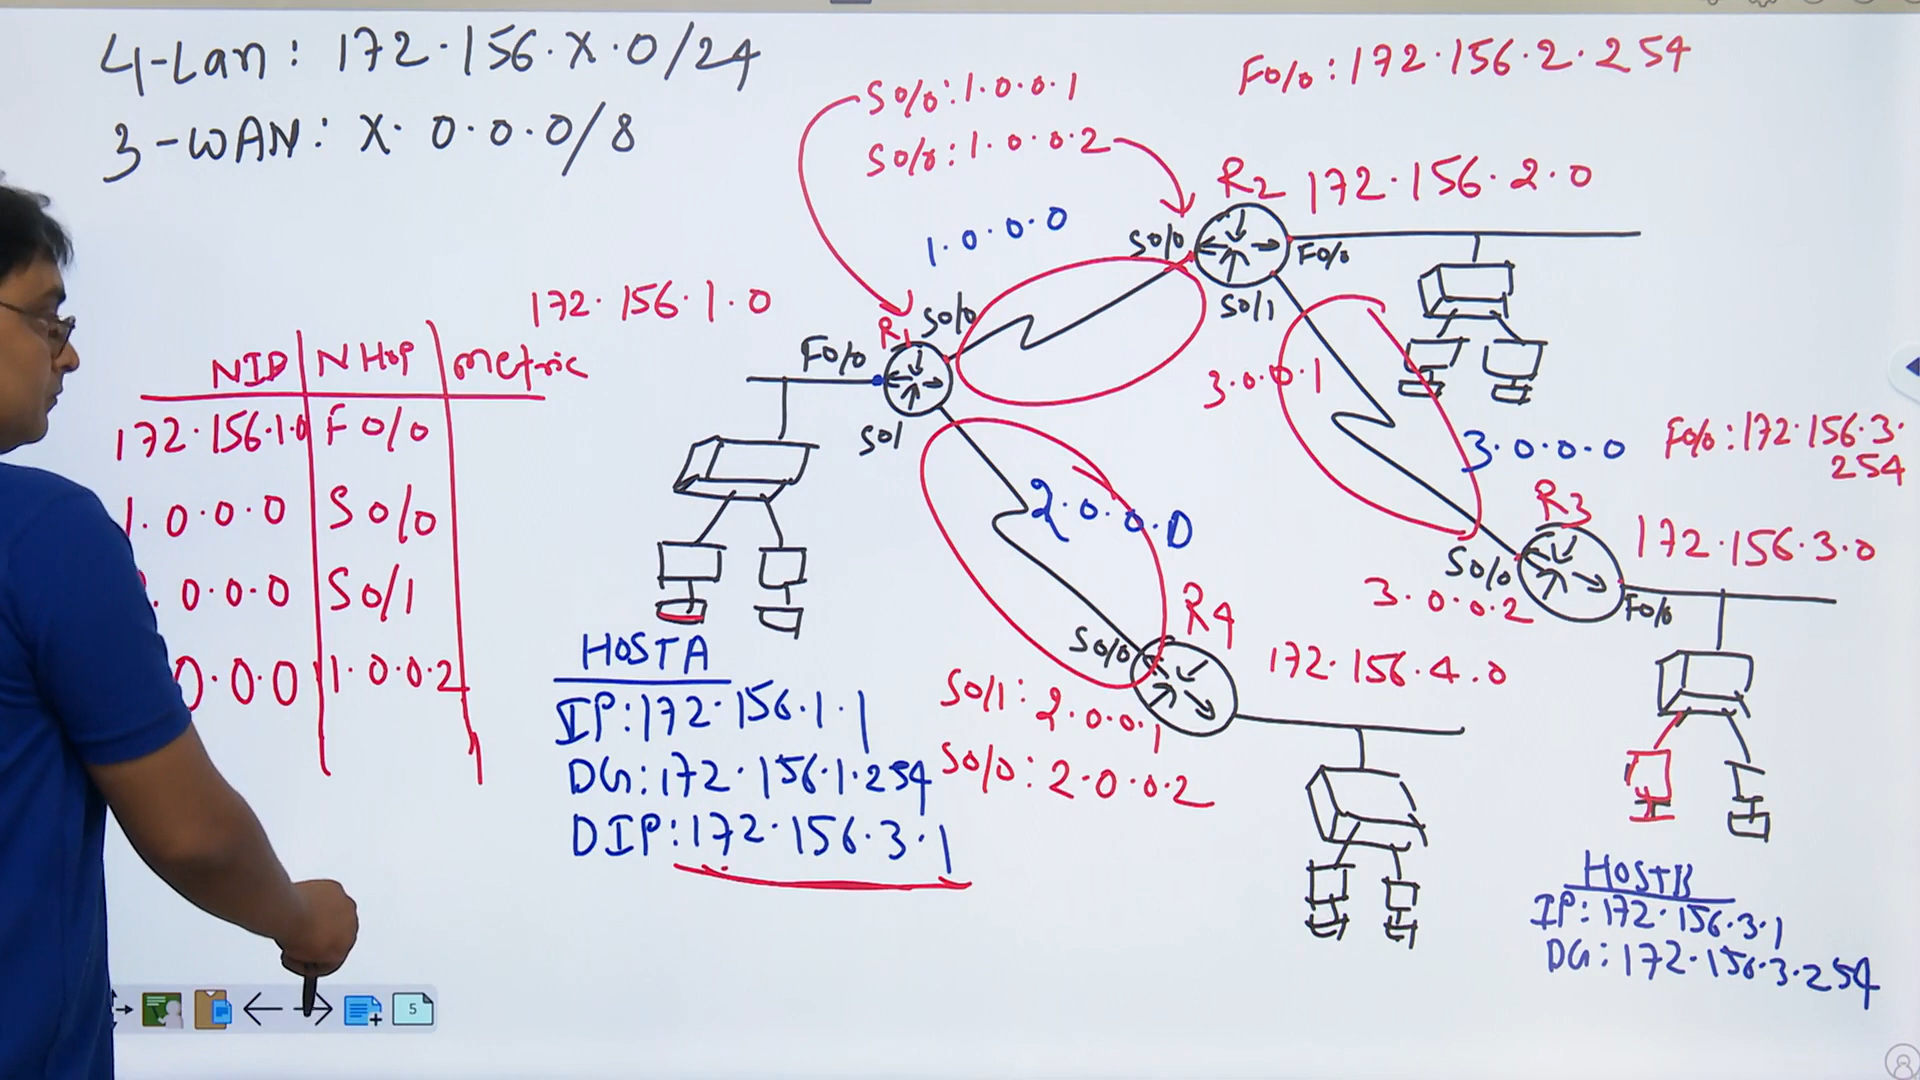 4-Lan: 172.156.X.0/24
3-WAN: X.0.0.0/8
S0/0:1.0.0.1
S0/0:1.0.0.2
F0/0:172.156.2.254
R2 172.156.2.0
1.0.0.0
S0/0
F0/0
S0/1
172.156.1.0
R1
S0/0
F0/0
S01
NID NHop metric
172.156.1.0 F0/0
1.0.0.0 S0/0
.0.0.0 S0/1
0.0.0 1.0.0.2
3.0.0.1
3.0.0.0
F0/0:172.156.3.
254
2.0.0.0
R3
172.156.3.0
S0/0
3.0.0.2
F0/0
R4
S0/0
172.156.4.0
HOSTA
IP:172.156.1.1
DG:172.156.1.254
DIP:172.156.3.1
S0/1:2.0.0.1
S0/0:2.0.0.2
HOSTB
IP:172.156.3.1
DG:172.156.3.254
5